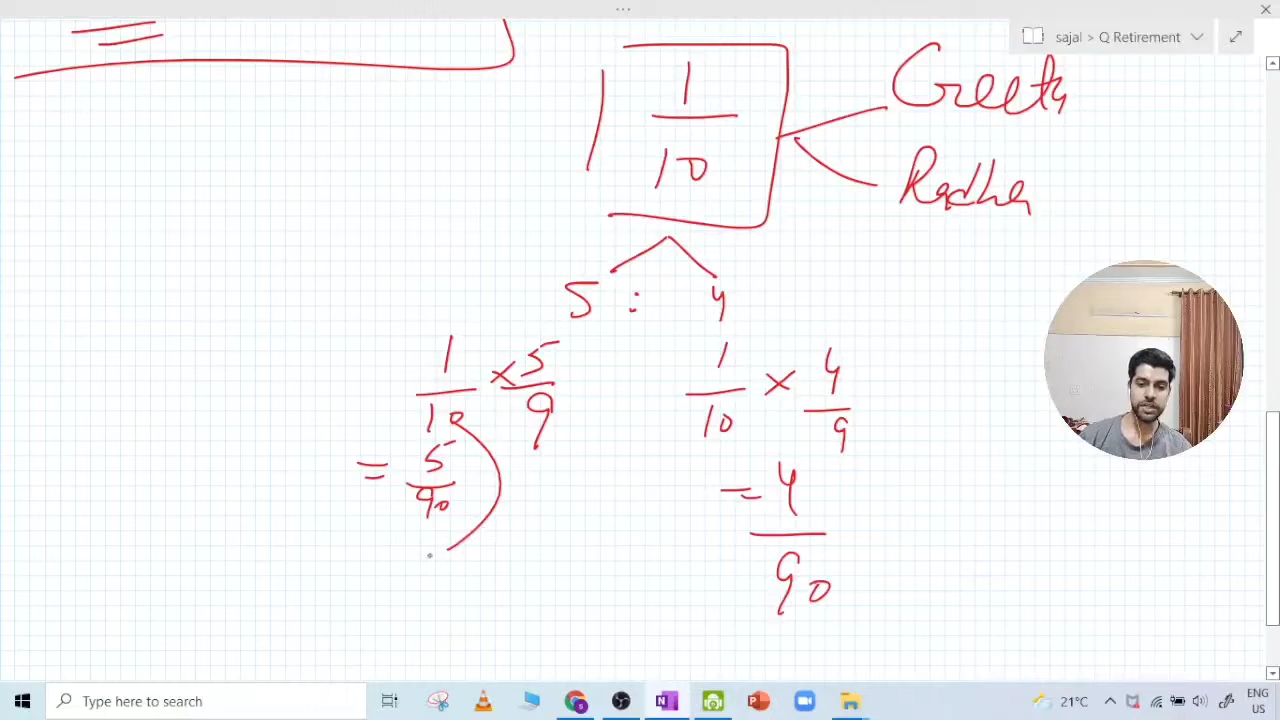 sajal > Q Retirement
1
10
Greeta
Radha
5 : 4
1/10 × 5/9
= 5/90
1/10 × 4/9
= 4/90
Type here to search
21°C
ENG
US